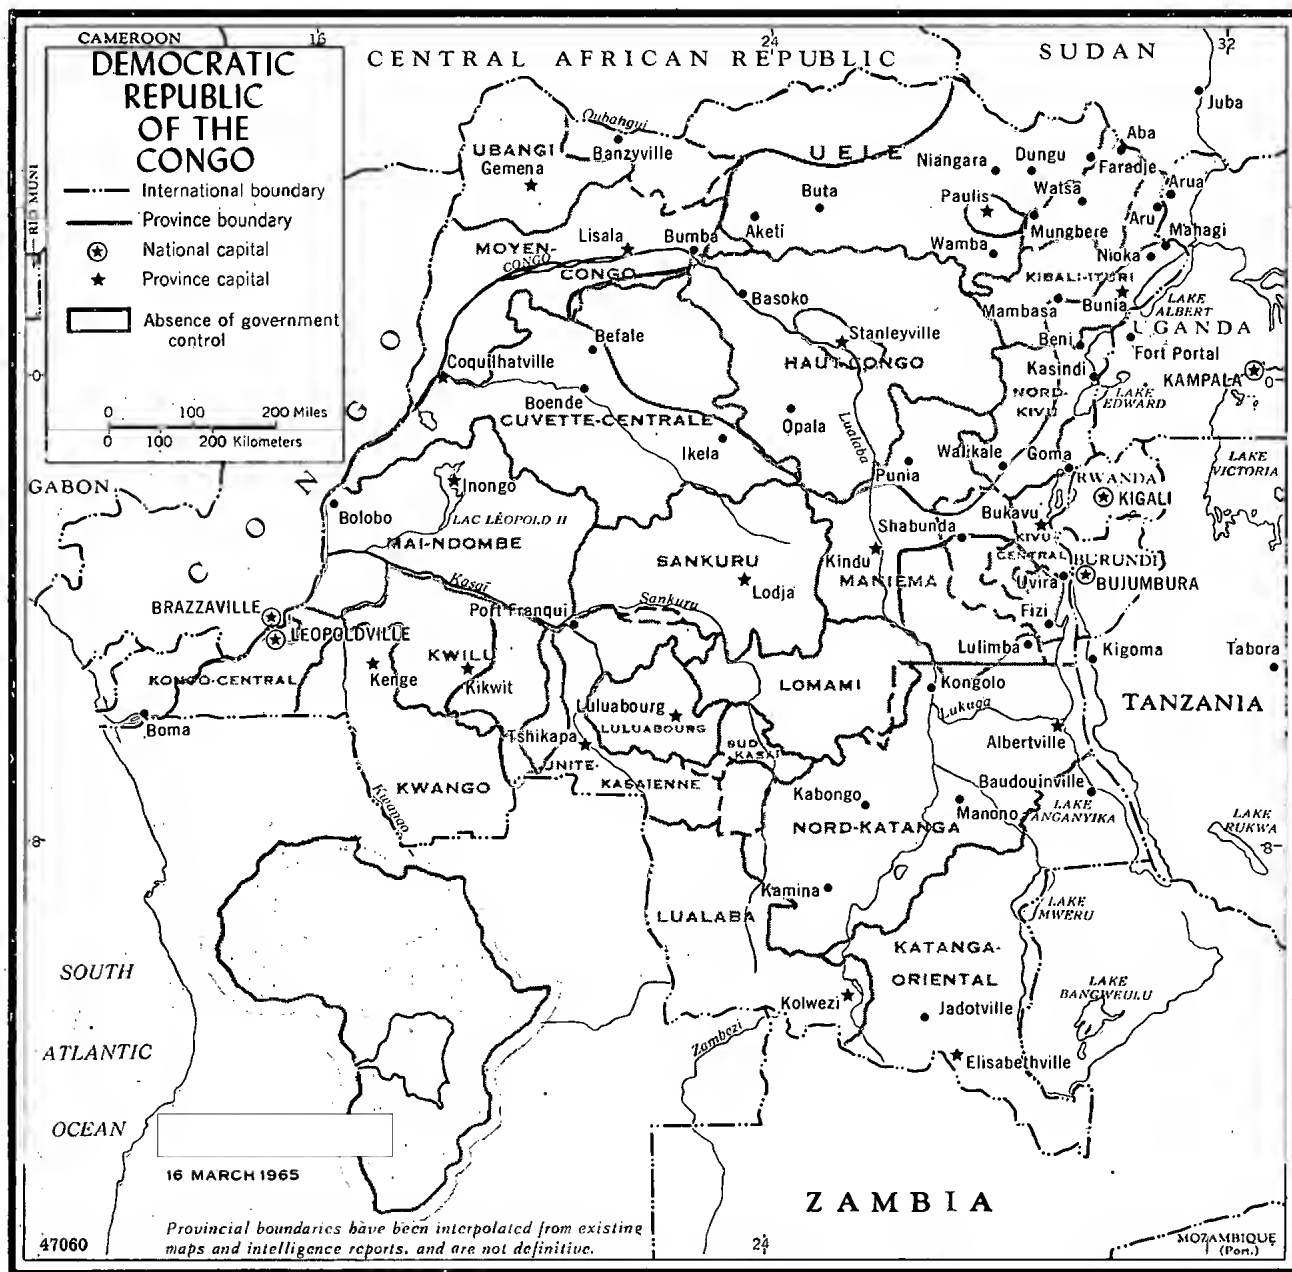 CAMEROON
16
24
32
CENTRAL AFRICAN REPUBLIC
SUDAN
DEMOCRATIC
REPUBLIC
OF THE
CONGO
International boundary
Province boundary
National capital
Province capital
Absence of government
control
0 100 200 Miles
0 100 200 Kilometers
RIO MUNI
Juba
Oubangui
Banzyville
UBANGI
Gemena
UELE
Niangara
Dungu
Aba
Faradje
Watsa
Arua
Buta
Paulis
Aru
Mungbere
Mahagi
Lisala
Bumba
Aketi
Wamba
Nioka
MOYEN-
CONGO
CONGO
KIBALI-ITURI
Basoko
Mambasa
Bunia
LAKE
ALBERT
UGANDA
Befale
Stanleyville
Beni
Fort Portal
HAUT-CONGO
Coquilhatville
Kasindi
KAMPALA
0
0
Boende
NORD-
KIVU
LAKE
EDWARD
CUVETTE-CENTRALE
Opala
Lualaba
Ikela
Walikale
Goma
LAKE
VICTORIA
Punia
RWANDA
KIGALI
GABON
CONGO
Inongo
Bolobo
LAC LÉOPOLD II
Bukavu
Shabunda
MAI-NDOMBE
KIVU
CENTRAL
SANKURU
Kindu
BURUNDI
Kasai
Lodja
MANIEMA
Uvira
BUJUMBURA
BRAZZAVILLE
Port Franqui
Sankuru
Fizi
LEOPOLDVILLE
Lulimba
Kigoma
Tabora
KWILU
KONGO-CENTRAL
Kenge
Kikwit
LOMAMI
Kongolo
Luluabourg
Lukuga
TANZANIA
Boma
LULUABOURG
Tshikapa
SUD
KASAI
Albertville
UNITE-
KASAIENNE
KWANGO
Kwango
Baudouinville
Kabongo
Manono
LAKE
TANGANYIKA
NORD-KATANGA
LAKE
RUKWA
8
8
Kamina
LAKE
MWERU
LUALABA
KATANGA-
ORIENTAL
SOUTH
LAKE
BANGWEULU
Kolwezi
Jadotville
ATLANTIC
Zambezi
Elisabethville
OCEAN
16 MARCH 1965
ZAMBIA
Provincial boundaries have been interpolated from existing
maps and intelligence reports, and are not definitive.
47060
24
MOZAMBIQUE
(Port.)